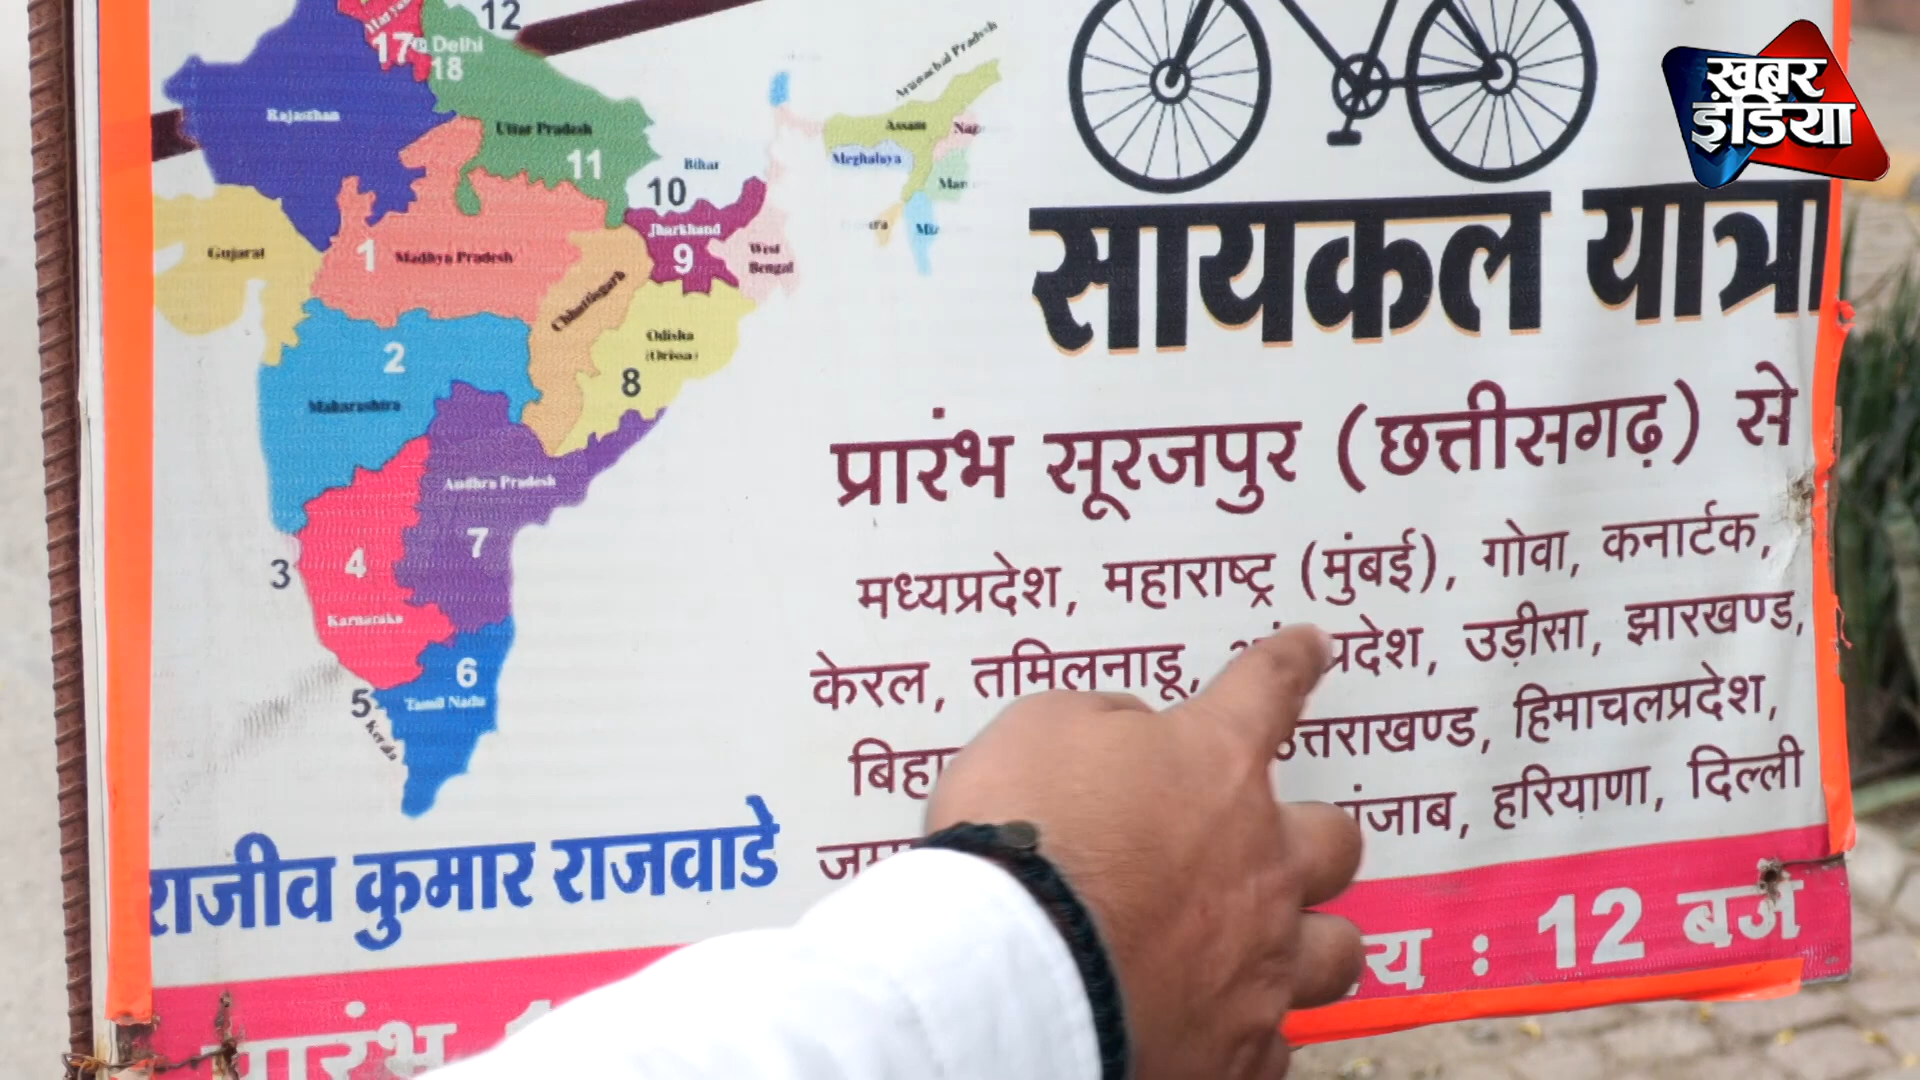 12
17 Delhi
18
Rajasthan
Uttar Pradesh
11
Bihar
10
Jharkhand
9
West
Bengal
Gujarat
1 Madhya Pradesh
Chhattisgarh
Odisha
(Orissa)
8
2
Maharashtra
Andhra Pradesh
7
3
4
Karnataka
6
Tamil Nadu
5
Kerala
Assam
Meghalaya
खबर
इंडिया
सायकल यात्रा
प्रारंभ सूरजपुर (छत्तीसगढ़) से
मध्यप्रदेश, महाराष्ट्र (मुंबई), गोवा, कनार्टक,
केरल, तमिलनाडू, प्रदेश, उड़ीसा, झारखण्ड,
उत्तराखण्ड, हिमाचलप्रदेश,
पंजाब, हरियाणा, दिल्ली
राजीव कुमार राजवाडे
: 12 बजे
प्रारंभ